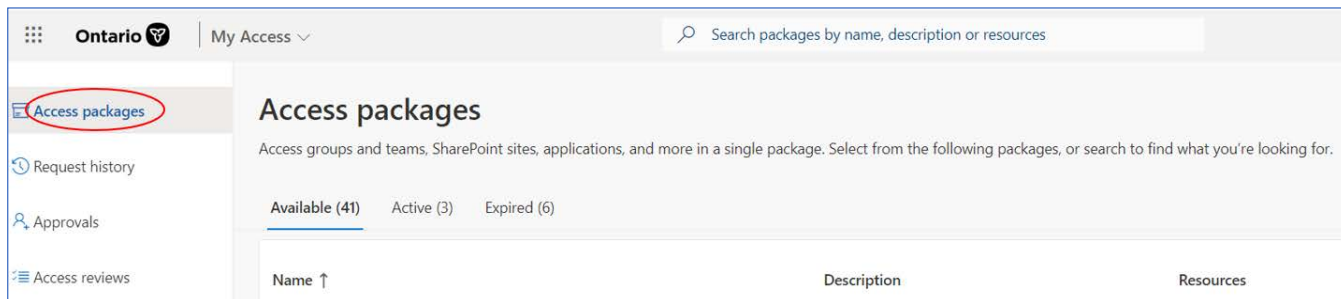 Ontario
My Access
Search packages by name, description or resources
Access packages
Request history
Approvals
Access reviews
Access packages
Access groups and teams, SharePoint sites, applications, and more in a single package. Select from the following packages, or search to find what you're looking for.
Available (41) Active (3) Expired (6)
Name ↑ Description Resources